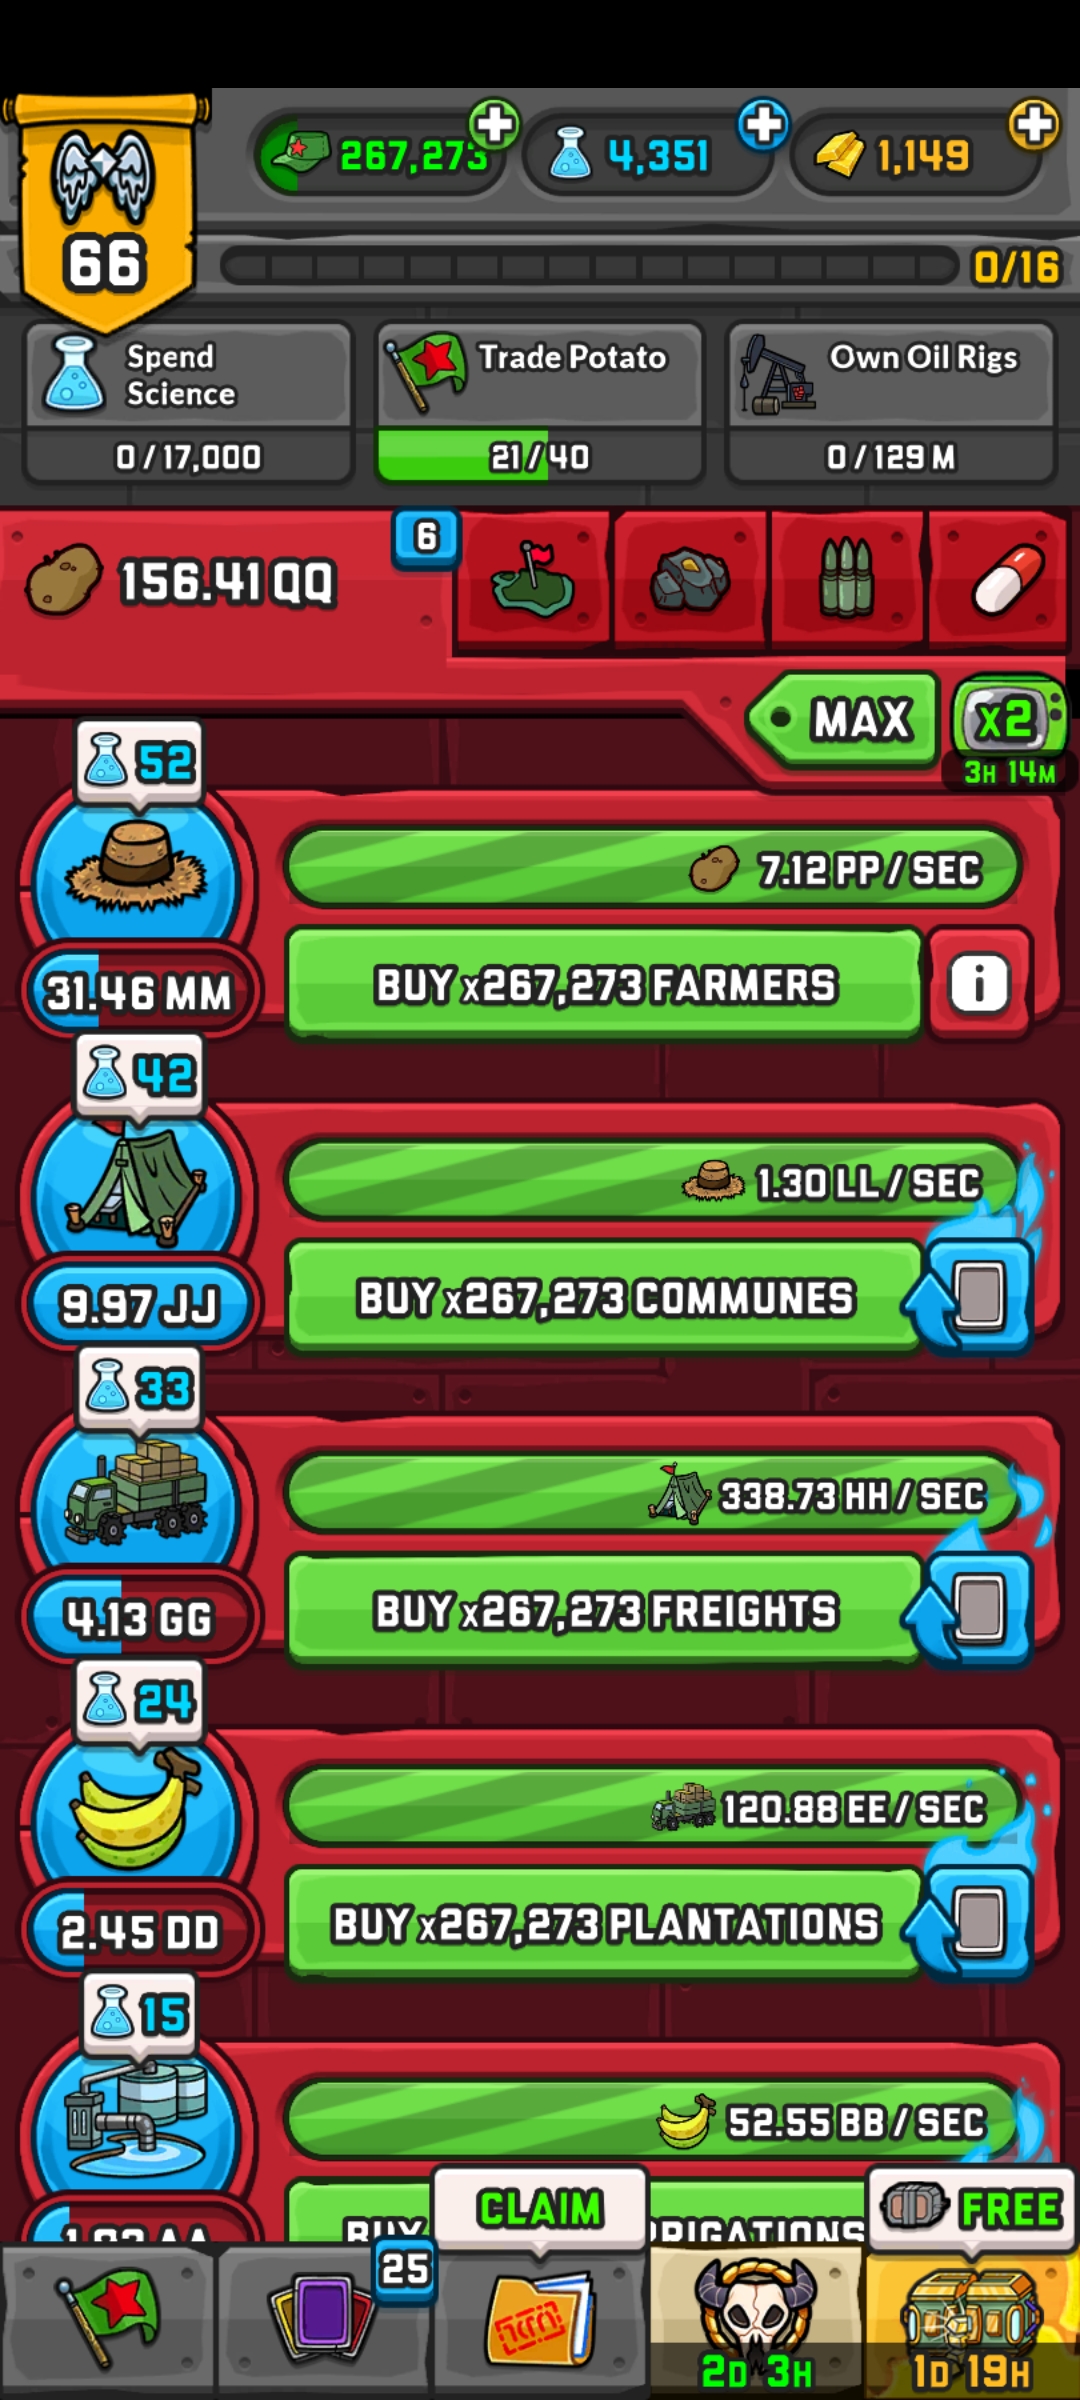 267,273
4,351
1,149
66
0/16
Spend
Science
0/17,000
Trade Potato
21/40
Own Oil Rigs
0/129 M
156.41 QQ
6
MAX
x2
3H 14M
52
7.12 PP/SEC
31.46 MM
BUY x267,273 FARMERS
i
42
1.30 LL/SEC
9.97 JJ
BUY x267,273 COMMUNES
33
338.73 HH/SEC
4.13 GG
BUY x267,273 FREIGHTS
24
120.88 EE/SEC
2.45 DD
BUY x267,273 PLANTATIONS
15
52.55 BB/SEC
BUY
CLAIM
FREE
25
2D 3H
1D 19H